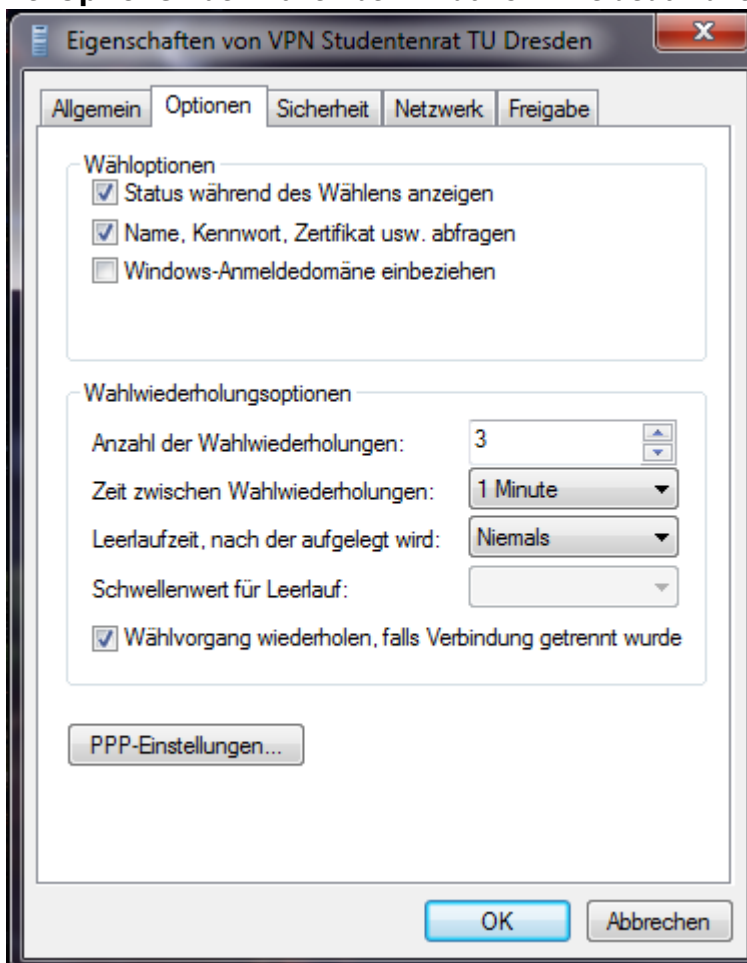 Eigenschaften von VPN Studentenrat TU Dresden
Allgemein Optionen Sicherheit Netzwerk Freigabe
Wähloptionen
Status während des Wählens anzeigen
Name, Kennwort, Zertifikat usw. abfragen
Windows-Anmeldedomäne einbeziehen
Wahlwiederholungsoptionen
Anzahl der Wahlwiederholungen: 3
Zeit zwischen Wahlwiederholungen: 1 Minute
Leerlaufzeit, nach der aufgelegt wird: Niemals
Schwellenwert für Leerlauf:
Wählvorgang wiederholen, falls Verbindung getrennt wurde
PPP-Einstellungen...
OK Abbrechen